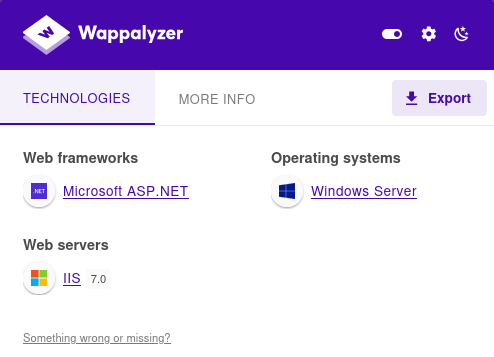 Wappalyzer
TECHNOLOGIES
MORE INFO
Export
Web frameworks
.NET
Microsoft ASP.NET
Operating systems
Windows Server
Web servers
IIS 7.0
Something wrong or missing?